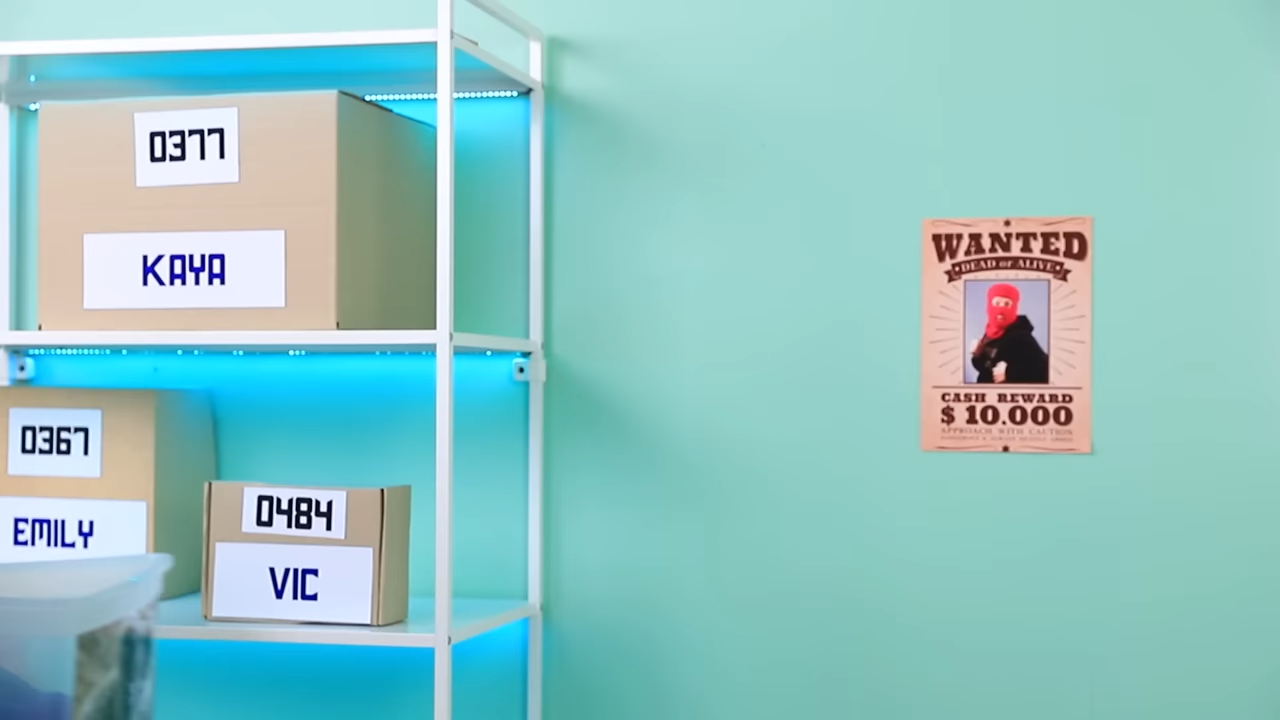 0377
KAYA
0367
EMILY
0484
VIC
WANTED
DEAD or ALIVE
CASH REWARD
$ 10.000
APPROACH WITH CAUTION